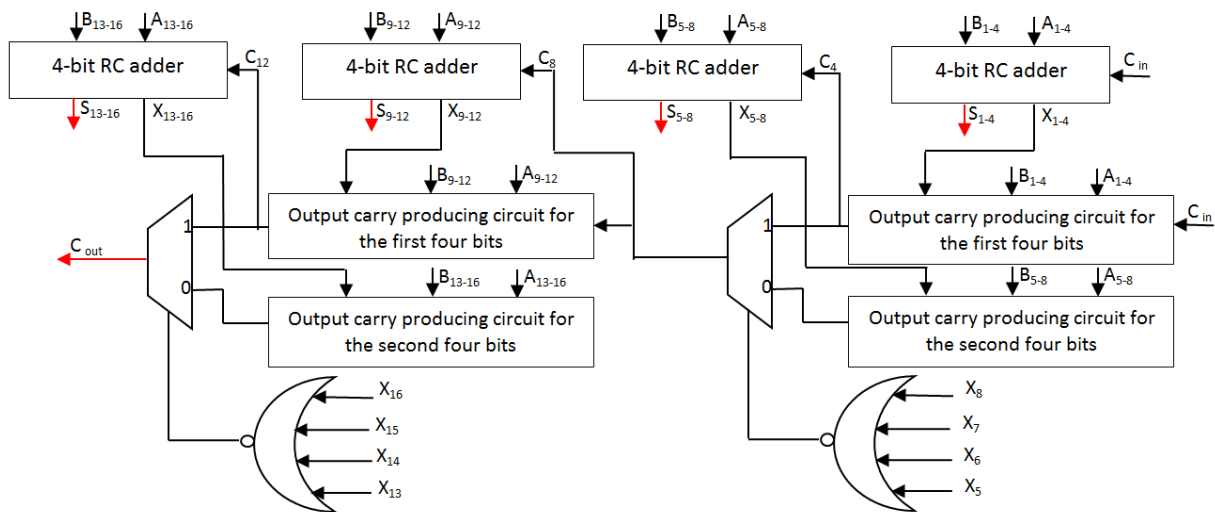 B13-16 A13-16 B9-12 A9-12 B5-8 A5-8 B1-4 A1-4
4-bit RC adder C12 4-bit RC adder C8 4-bit RC adder C4 4-bit RC adder C in
S13-16 X13-16 S9-12 X9-12 S5-8 X5-8 S1-4 X1-4
B9-12 A9-12 B1-4 A1-4
1 Output carry producing circuit for 1 Output carry producing circuit for C in
the first four bits the first four bits
C out
B13-16 A13-16 B5-8 A5-8
0 Output carry producing circuit for 0 Output carry producing circuit for
the second four bits the second four bits
X16 X8
X15 X7
X14 X6
X13 X5